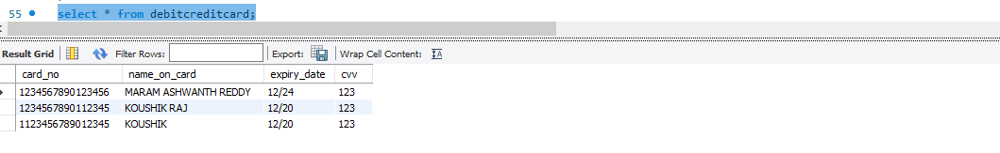 55 select * from debitcreditcard;
Result Grid Filter Rows: Export: Wrap Cell Content:
card_no name_on_card expiry_date cvv
1234567890123456 MARAM ASHWANTH REDDY 12/24 123
1234567890112345 KOUSHIK RAJ 12/20 123
1123456789012345 KOUSHIK 12/20 123